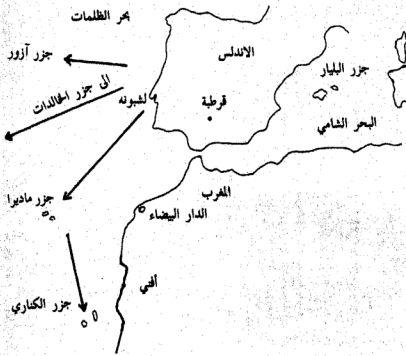 بحر الظلمات
الاندلس
جزر آزور
جزر البليار
الى جزر الخالدات
لشبونه
قرطبة
البحر الشامي
المغرب
جزر ماديرا
الدار البيضاء
أفني
جزر الكناري